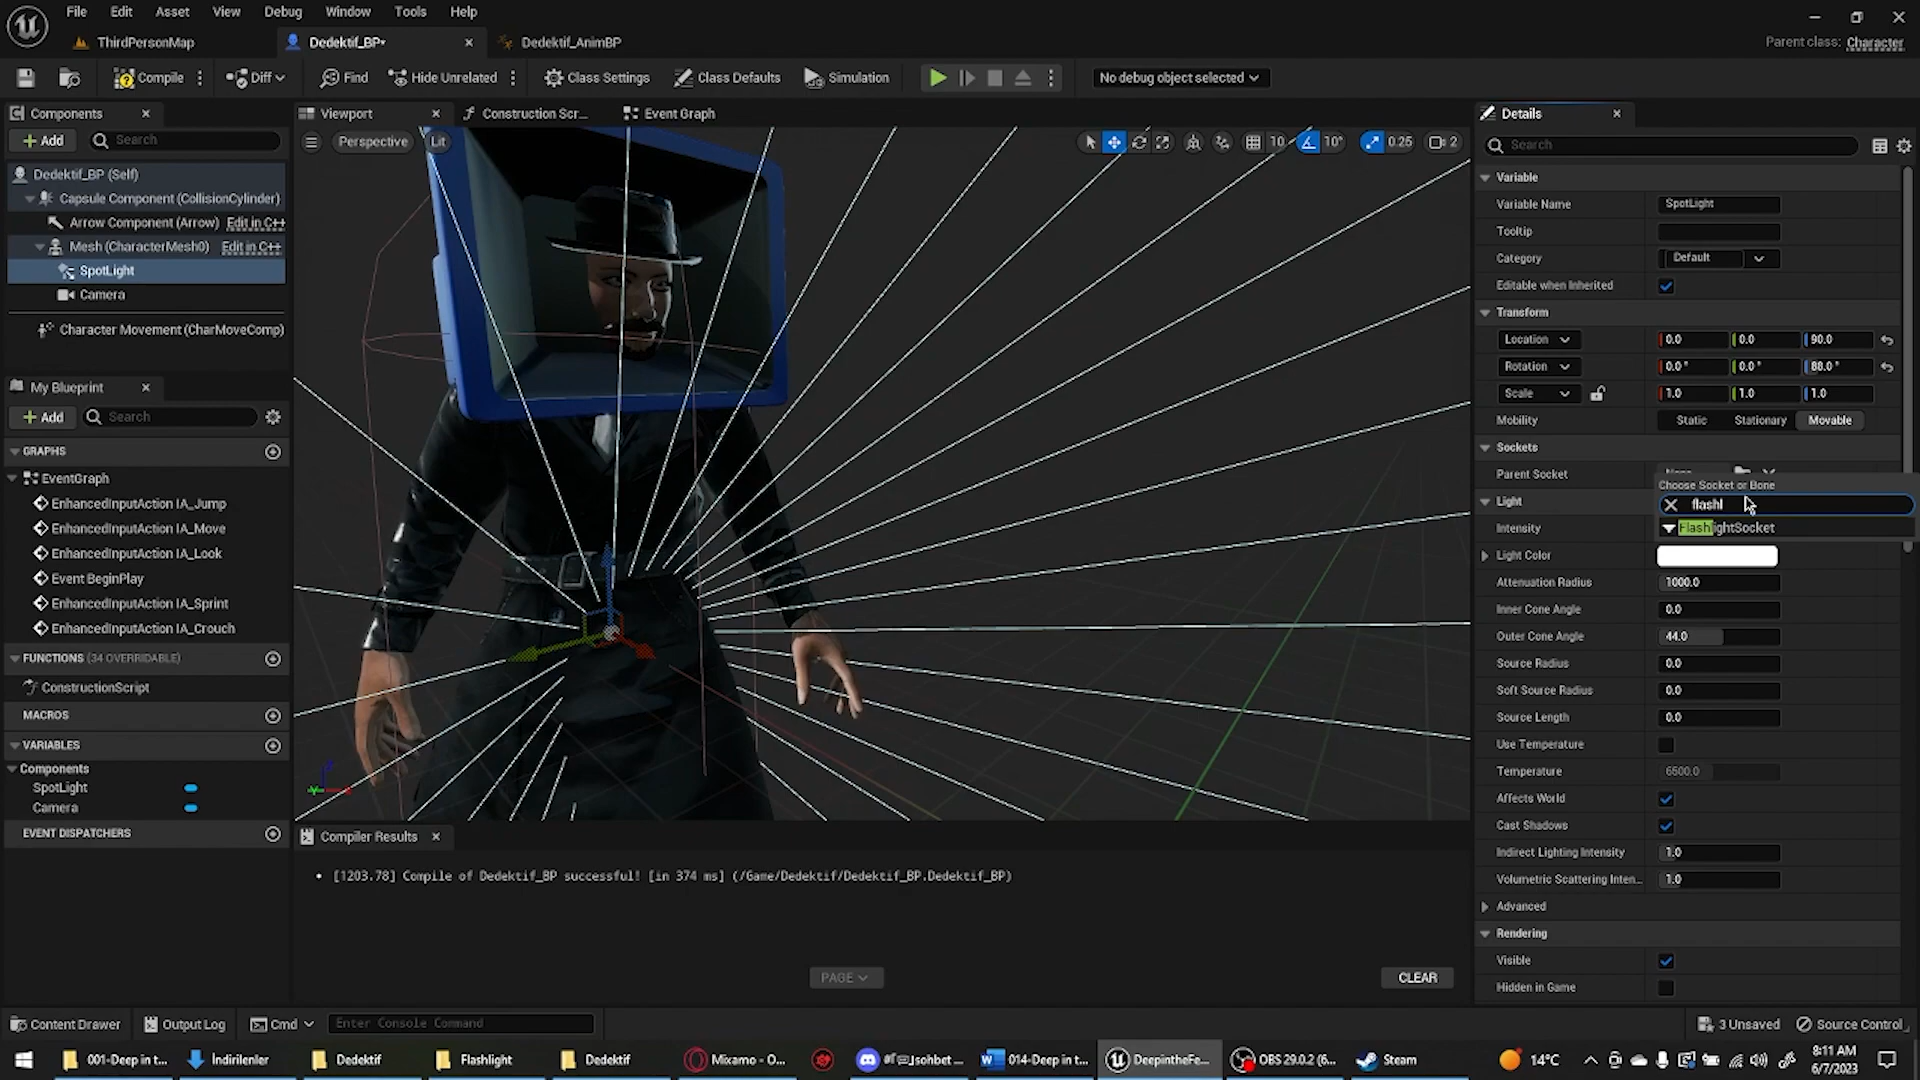 File Edit Asset View Debug Window Tools Help
ThirdPersonMap Dedektif_BP• Dedektif_AnimBP
Parent class: Character
Compile Diff Find Hide Unrelated Class Settings Class Defaults Simulation No debug object selected
Components
Add Search
Dedektif_BP (Self)
Capsule Component (CollisionCylinder)
Arrow Component (Arrow) Edit in C++
Mesh (CharacterMesh0) Edit in C++
SpotLight
Camera
Character Movement (CharMoveComp)
My Blueprint
Add Search
GRAPHS
EventGraph
EnhancedInputAction IA_Jump
EnhancedInputAction IA_Move
EnhancedInputAction IA_Look
Event BeginPlay
EnhancedInputAction IA_Sprint
EnhancedInputAction IA_Crouch
FUNCTIONS (34 OVERRIDABLE)
ConstructionScript
MACROS
VARIABLES
Components
SpotLight
Camera
EVENT DISPATCHERS
Viewport Construction Scr... Event Graph
Perspective Lit 10 10° 0.25 2
Compiler Results
[1203.78] Compile of Dedektif_BP successful! [in 374 ms] (/Game/Dedektif/Dedektif_BP.Dedektif_BP)
PAGE CLEAR
Details
Search
Variable
Variable Name SpotLight
Tooltip
Category Default
Editable when Inherited
Transform
Location 0.0 0.0 90.0
Rotation 0.0° 0.0° 88.0°
Scale 1.0 1.0 1.0
Mobility Static Stationary Movable
Sockets
Parent Socket None
Choose Socket or Bone
Light flashl
FlashlightSocket
Intensity
Light Color
Attenuation Radius 1000.0
Inner Cone Angle 0.0
Outer Cone Angle 44.0
Source Radius 0.0
Soft Source Radius 0.0
Source Length 0.0
Use Temperature
Temperature 6500.0
Affects World
Cast Shadows
Indirect Lighting Intensity 1.0
Volumetric Scattering Inten... 1.0
Advanced
Rendering
Visible
Hidden in Game
Content Drawer Output Log Cmd Enter Console Command 3 Unsaved Source Control
001-Deep in t... İndirilenler Dedektif Flashlight Dedektif Mixamo - O... sohbet ... 014-Deep in t... DeepintheFe... OBS 29.0.2 (6... Steam 14°C 8:11 AM
6/7/2023